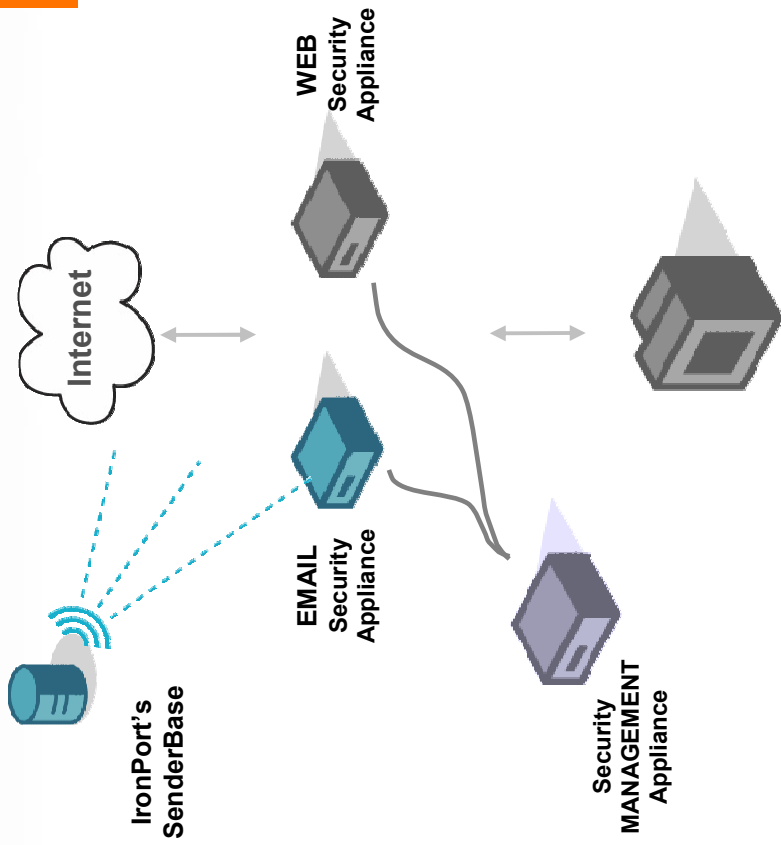 Internet
IronPort's
SenderBase
EMAIL
Security
Appliance
WEB
Security
Appliance
Security
MANAGEMENT
Appliance